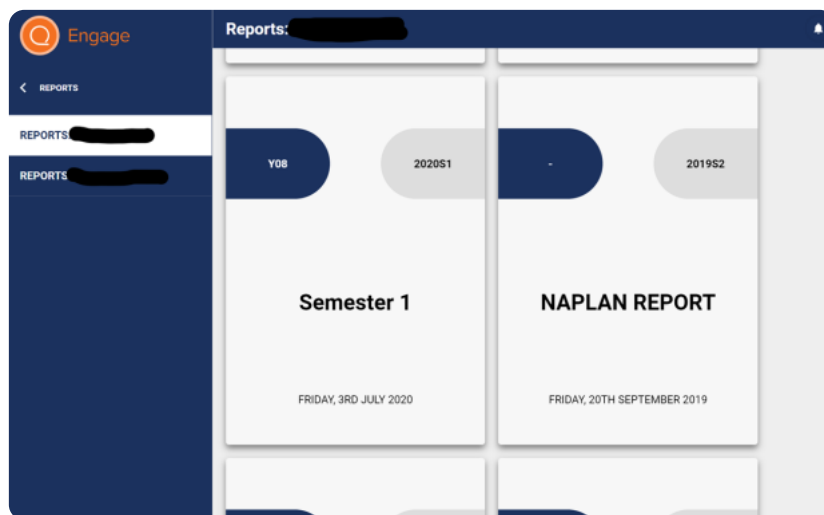 Engage
Reports:
REPORTS
REPORTS
REPORTS
Y08
2020S1
-
2019S2
Semester 1
NAPLAN REPORT
FRIDAY, 3RD JULY 2020
FRIDAY, 20TH SEPTEMBER 2019